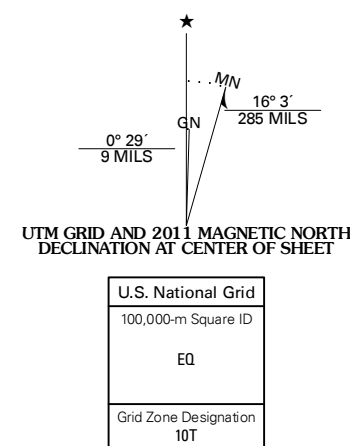 ★
MN
GN
16° 3´
285 MILS
0° 29´
9 MILS
UTM GRID AND 2011 MAGNETIC NORTH
DECLINATION AT CENTER OF SHEET
U.S. National Grid
100,000-m Square ID
EQ
Grid Zone Designation
10T